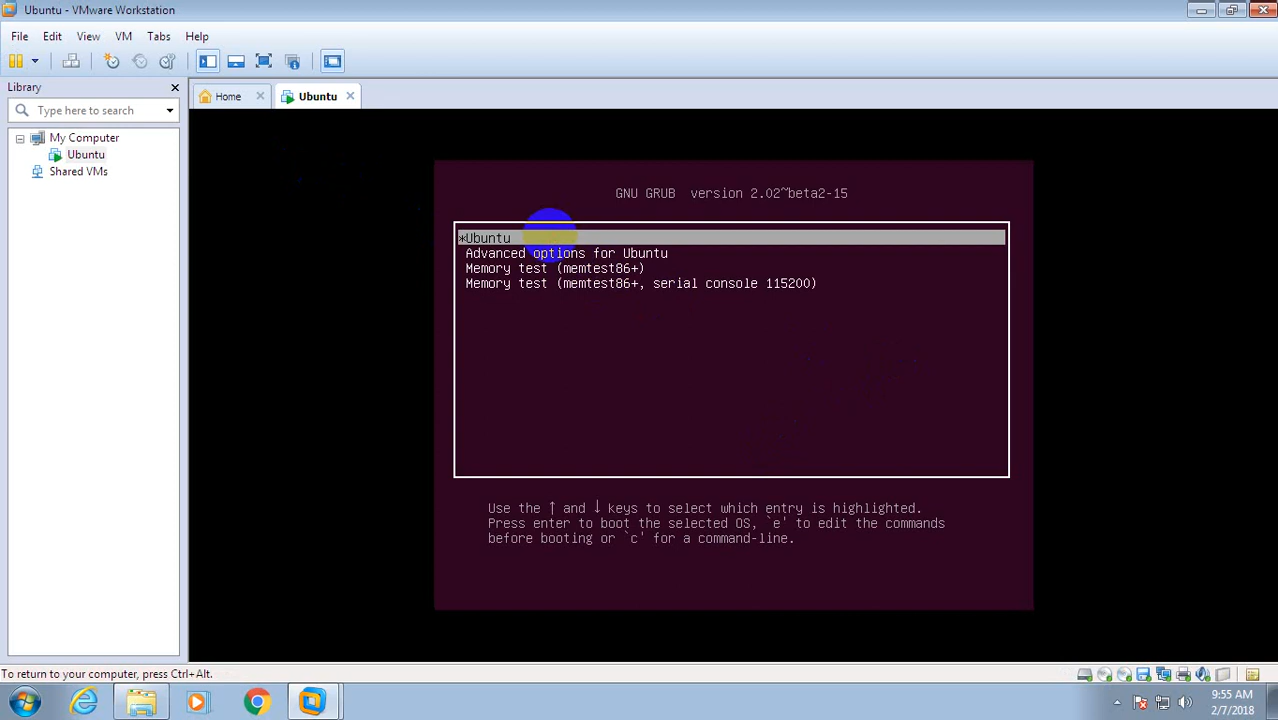 Ubuntu - VMware Workstation
File Edit View VM Tabs Help
Library
Type here to search
My Computer
Ubuntu
Shared VMs
Home
Ubuntu
GNU GRUB version 2.02~beta2-15
*Ubuntu
Advanced options for Ubuntu
Memory test (memtest86+)
Memory test (memtest86+, serial console 115200)
Use the ↑ and ↓ keys to select which entry is highlighted.
Press enter to boot the selected OS, `e' to edit the commands
before booting or `c' for a command-line.
To return to your computer, press Ctrl+Alt.
9:55 AM
2/7/2018